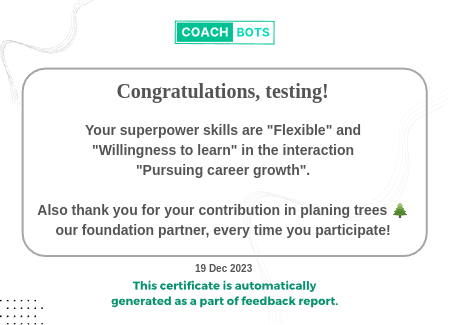 COACH BOTS
Congratulations, testing!
Your superpower skills are "Flexible" and
"Willingness to learn" in the interaction
"Pursuing career growth".
Also thank you for your contribution in planing trees 🌲
our foundation partner, every time you participate!
19 Dec 2023
This certificate is automatically
generated as a part of feedback report.